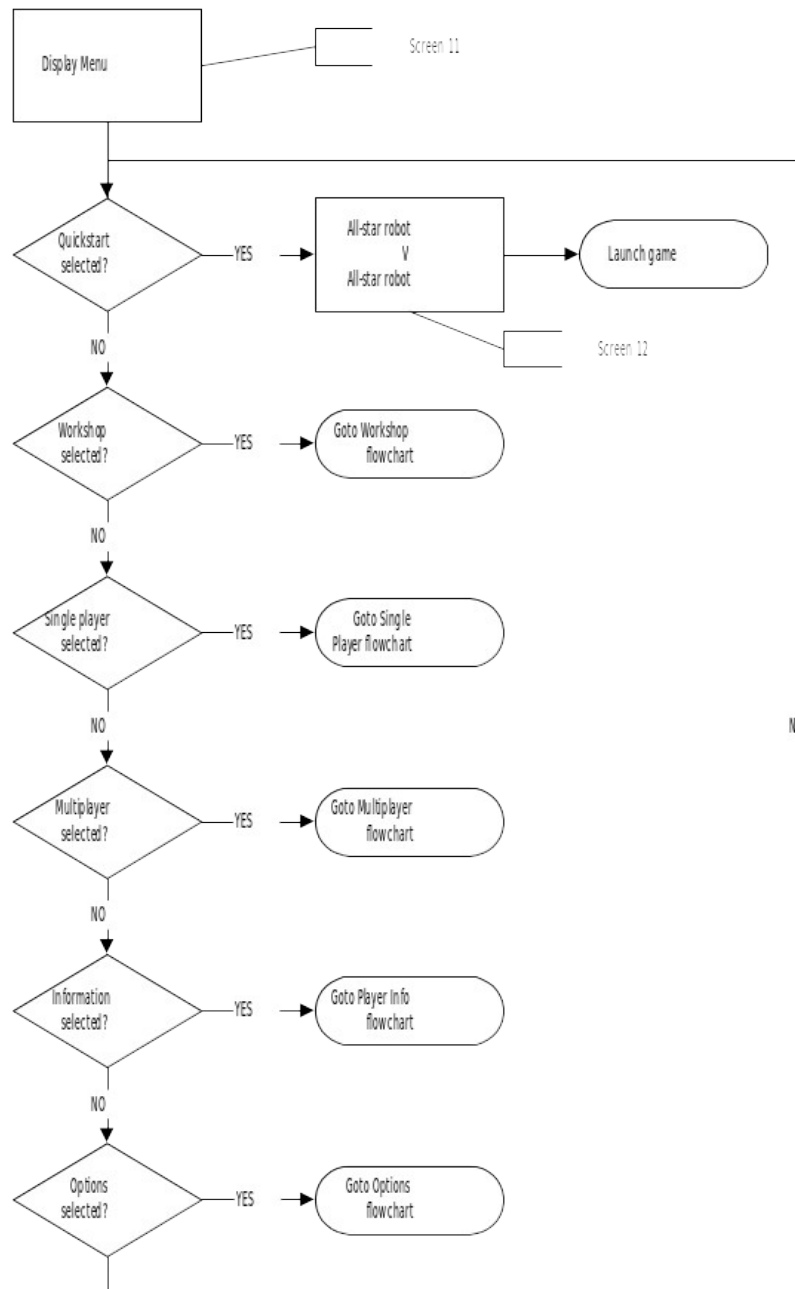 Display Menu
Screen 11
Quickstart
selected?
YES
All-star robot
V
All-star robot
Launch game
Screen 12
NO
Workshop
selected?
YES
Goto Workshop
flowchart
NO
Single player
selected?
YES
Goto Single
Player flowchart
NO
N
Multiplayer
selected?
YES
Goto Multiplayer
flowchart
NO
Information
selected?
YES
Goto Player Info
flowchart
NO
Options
selected?
YES
Goto Options
flowchart